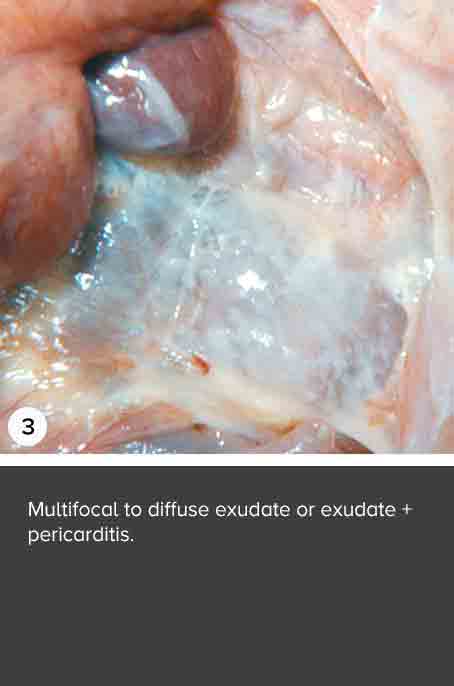 3
Multifocal to diffuse exudate or exudate +
pericarditis.